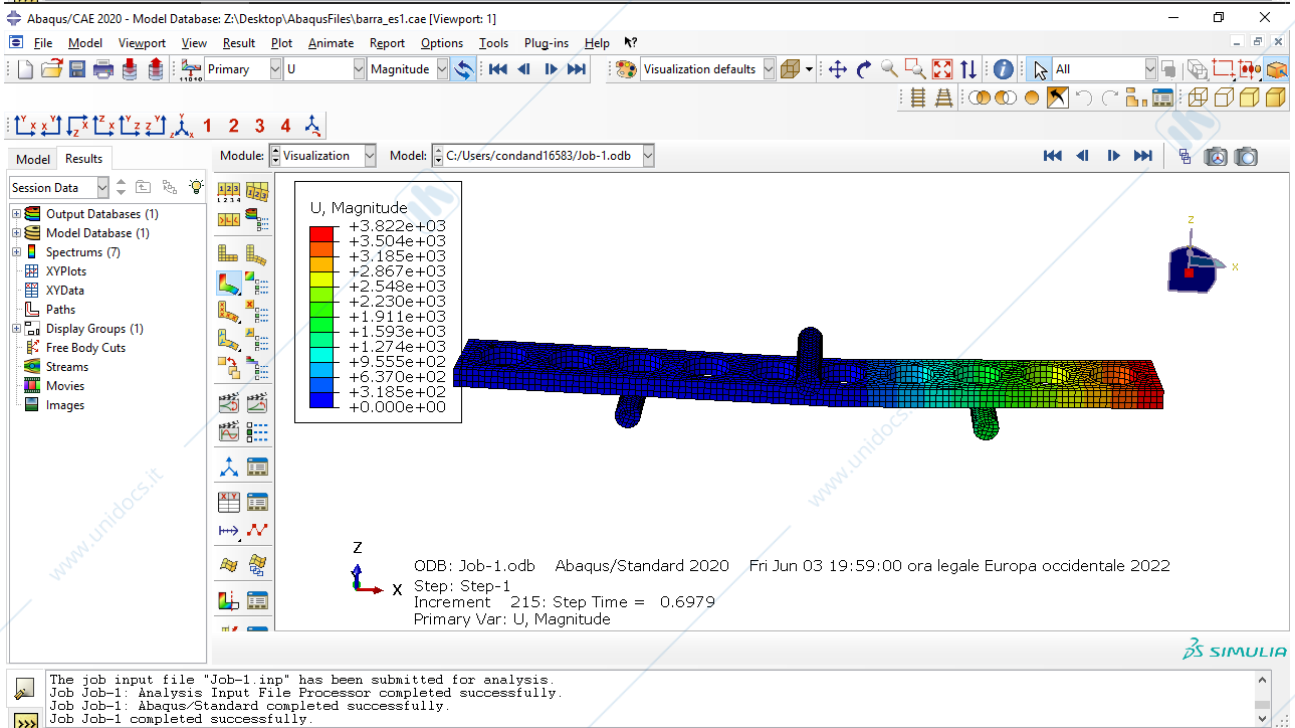 Abaqus/CAE 2020 - Model Database: Z:\Desktop\AbaqusFiles\barra_es1.cae [Viewport: 1]
File Model Viewport View Result Plot Animate Report Options Tools Plug-ins Help
Primary U Magnitude Visualization defaults All
1 2 3 4
Model Results
Module: Visualization Model: C:/Users/condand16583/Job-1.odb
Session Data
Output Databases (1)
Model Database (1)
Spectrums (7)
XYPlots
XYData
Paths
Display Groups (1)
Free Body Cuts
Streams
Movies
Images
U, Magnitude
+3.822e+03
+3.504e+03
+3.185e+03
+2.867e+03
+2.548e+03
+2.230e+03
+1.911e+03
+1.593e+03
+1.274e+03
+9.555e+02
+6.370e+02
+3.185e+02
+0.000e+00
Z
X
Z
X
ODB: Job-1.odb Abaqus/Standard 2020 Fri Jun 03 19:59:00 ora legale Europa occidentale 2022
Step: Step-1
Increment 215: Step Time = 0.6979
Primary Var: U, Magnitude
SIMULIA
The job input file "Job-1.inp" has been submitted for analysis.
Job Job-1: Analysis Input File Processor completed successfully.
Job Job-1: Abaqus/Standard completed successfully.
Job Job-1 completed successfully.
www.unidocs.it
www.unidocs.it